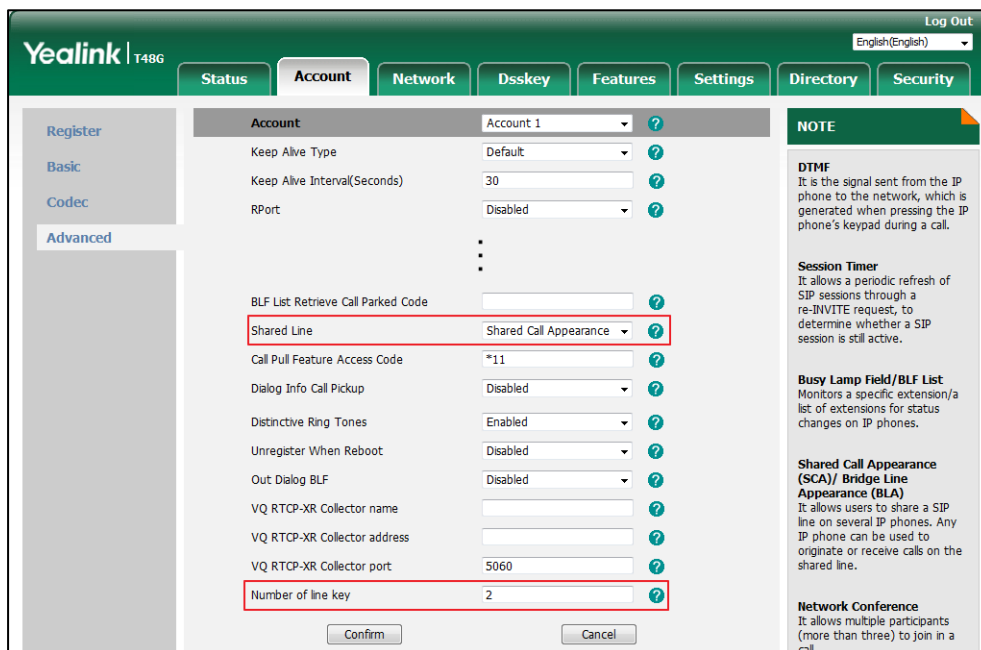 Log Out
Yealink | T48G
English(English)
Status
Account
Network
Dsskey
Features
Settings
Directory
Security
Register
Basic
Codec
Advanced
Account Account 1 ?
Keep Alive Type Default ?
Keep Alive Interval(Seconds) 30 ?
RPort Disabled ?
BLF List Retrieve Call Parked Code ?
Shared Line Shared Call Appearance ?
Call Pull Feature Access Code *11 ?
Dialog Info Call Pickup Disabled ?
Distinctive Ring Tones Enabled ?
Unregister When Reboot Disabled ?
Out Dialog BLF Disabled ?
VQ RTCP-XR Collector name ?
VQ RTCP-XR Collector address ?
VQ RTCP-XR Collector port 5060 ?
Number of line key 2 ?
Confirm Cancel
NOTE
DTMF
It is the signal sent from the IP
phone to the network, which is
generated when pressing the IP
phone's keypad during a call.
Session Timer
It allows a periodic refresh of
SIP sessions through a
re-INVITE request, to
determine whether a SIP
session is still active.
Busy Lamp Field/BLF List
Monitors a specific extension/a
list of extensions for status
changes on IP phones.
Shared Call Appearance
(SCA)/ Bridge Line
Appearance (BLA)
It allows users to share a SIP
line on several IP phones. Any
IP phone can be used to
originate or receive calls on the
shared line.
Network Conference
It allows multiple participants
(more than three) to join in a
call.